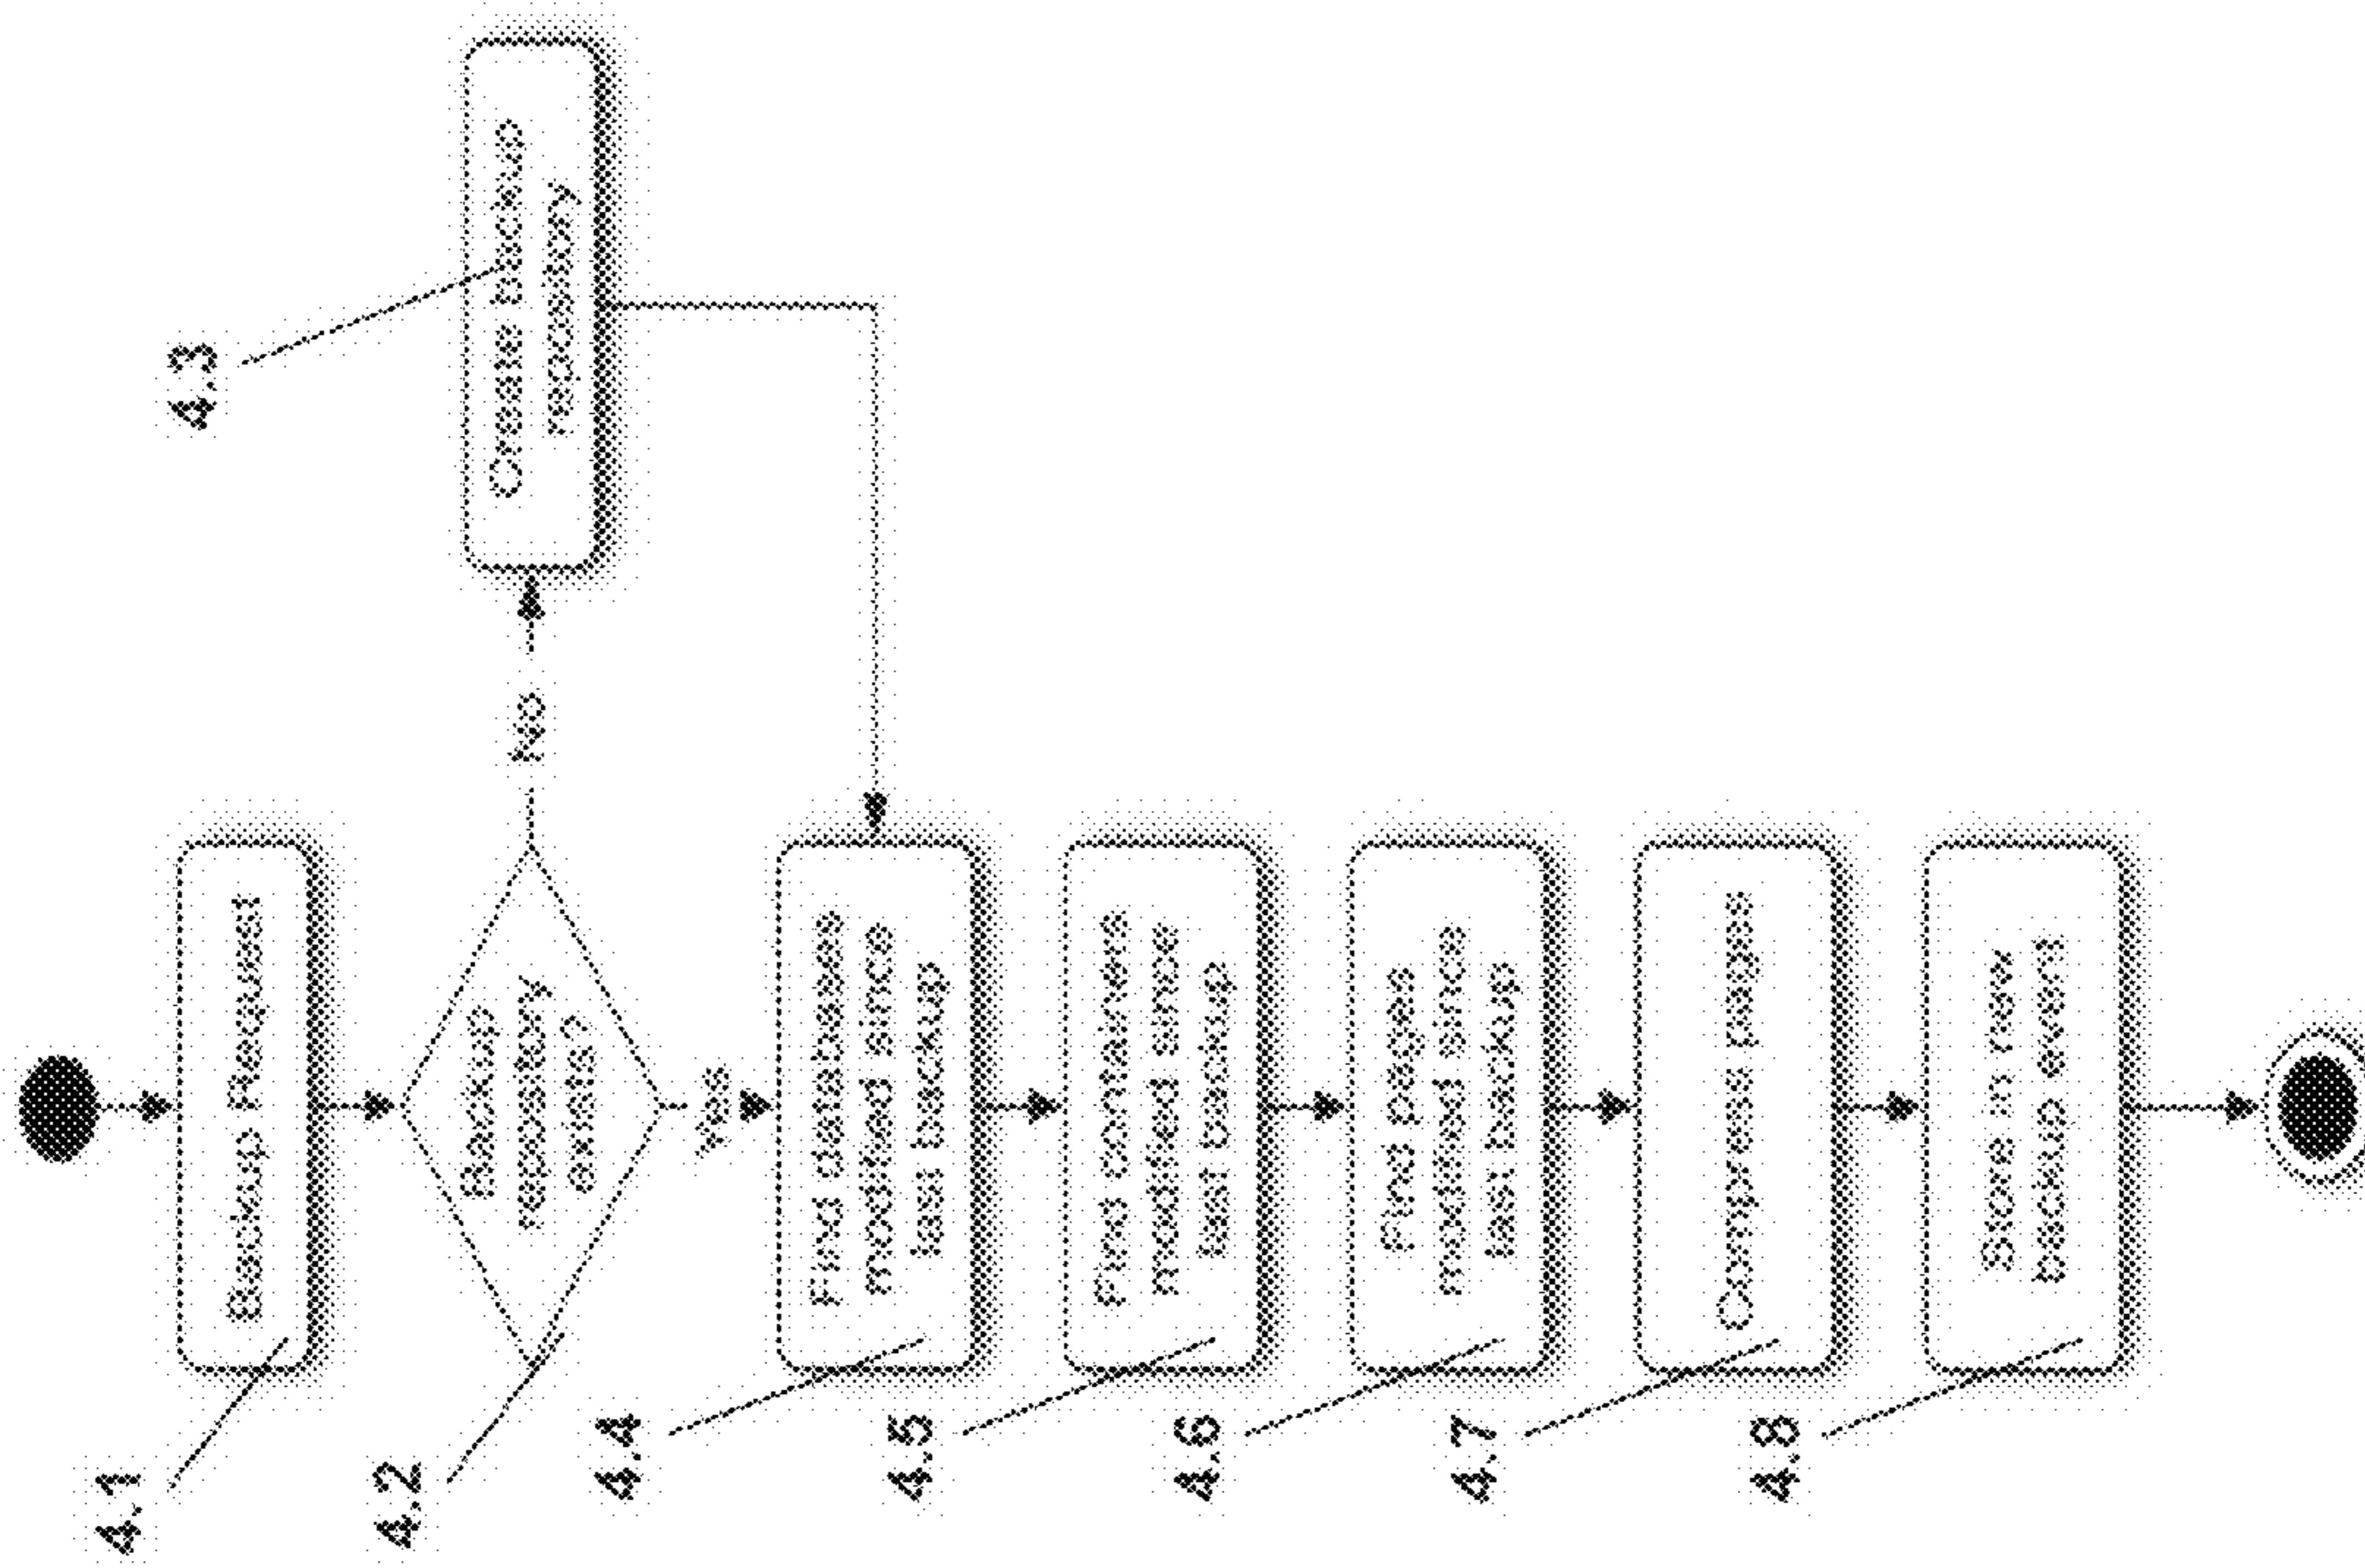 4.1
Backup Request
4.2
Backup
repository
exists?
No
Yes
4.3
Create backup
repository
4.4
Find databases
modified since
last backup
4.5
Find containers
modified since
last backup
4.6
Find pages
modified since
last backup
4.7
Compress pages
4.8
Store in new
backup event